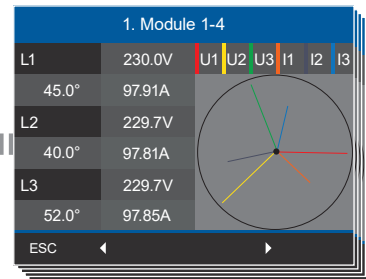 1. Module 1-4
L1 230.0V U1 U2 U3 I1 I2 I3
45.0° 97.91A
L2 229.7V
40.0° 97.81A
L3 229.7V
52.0° 97.85A
ESC